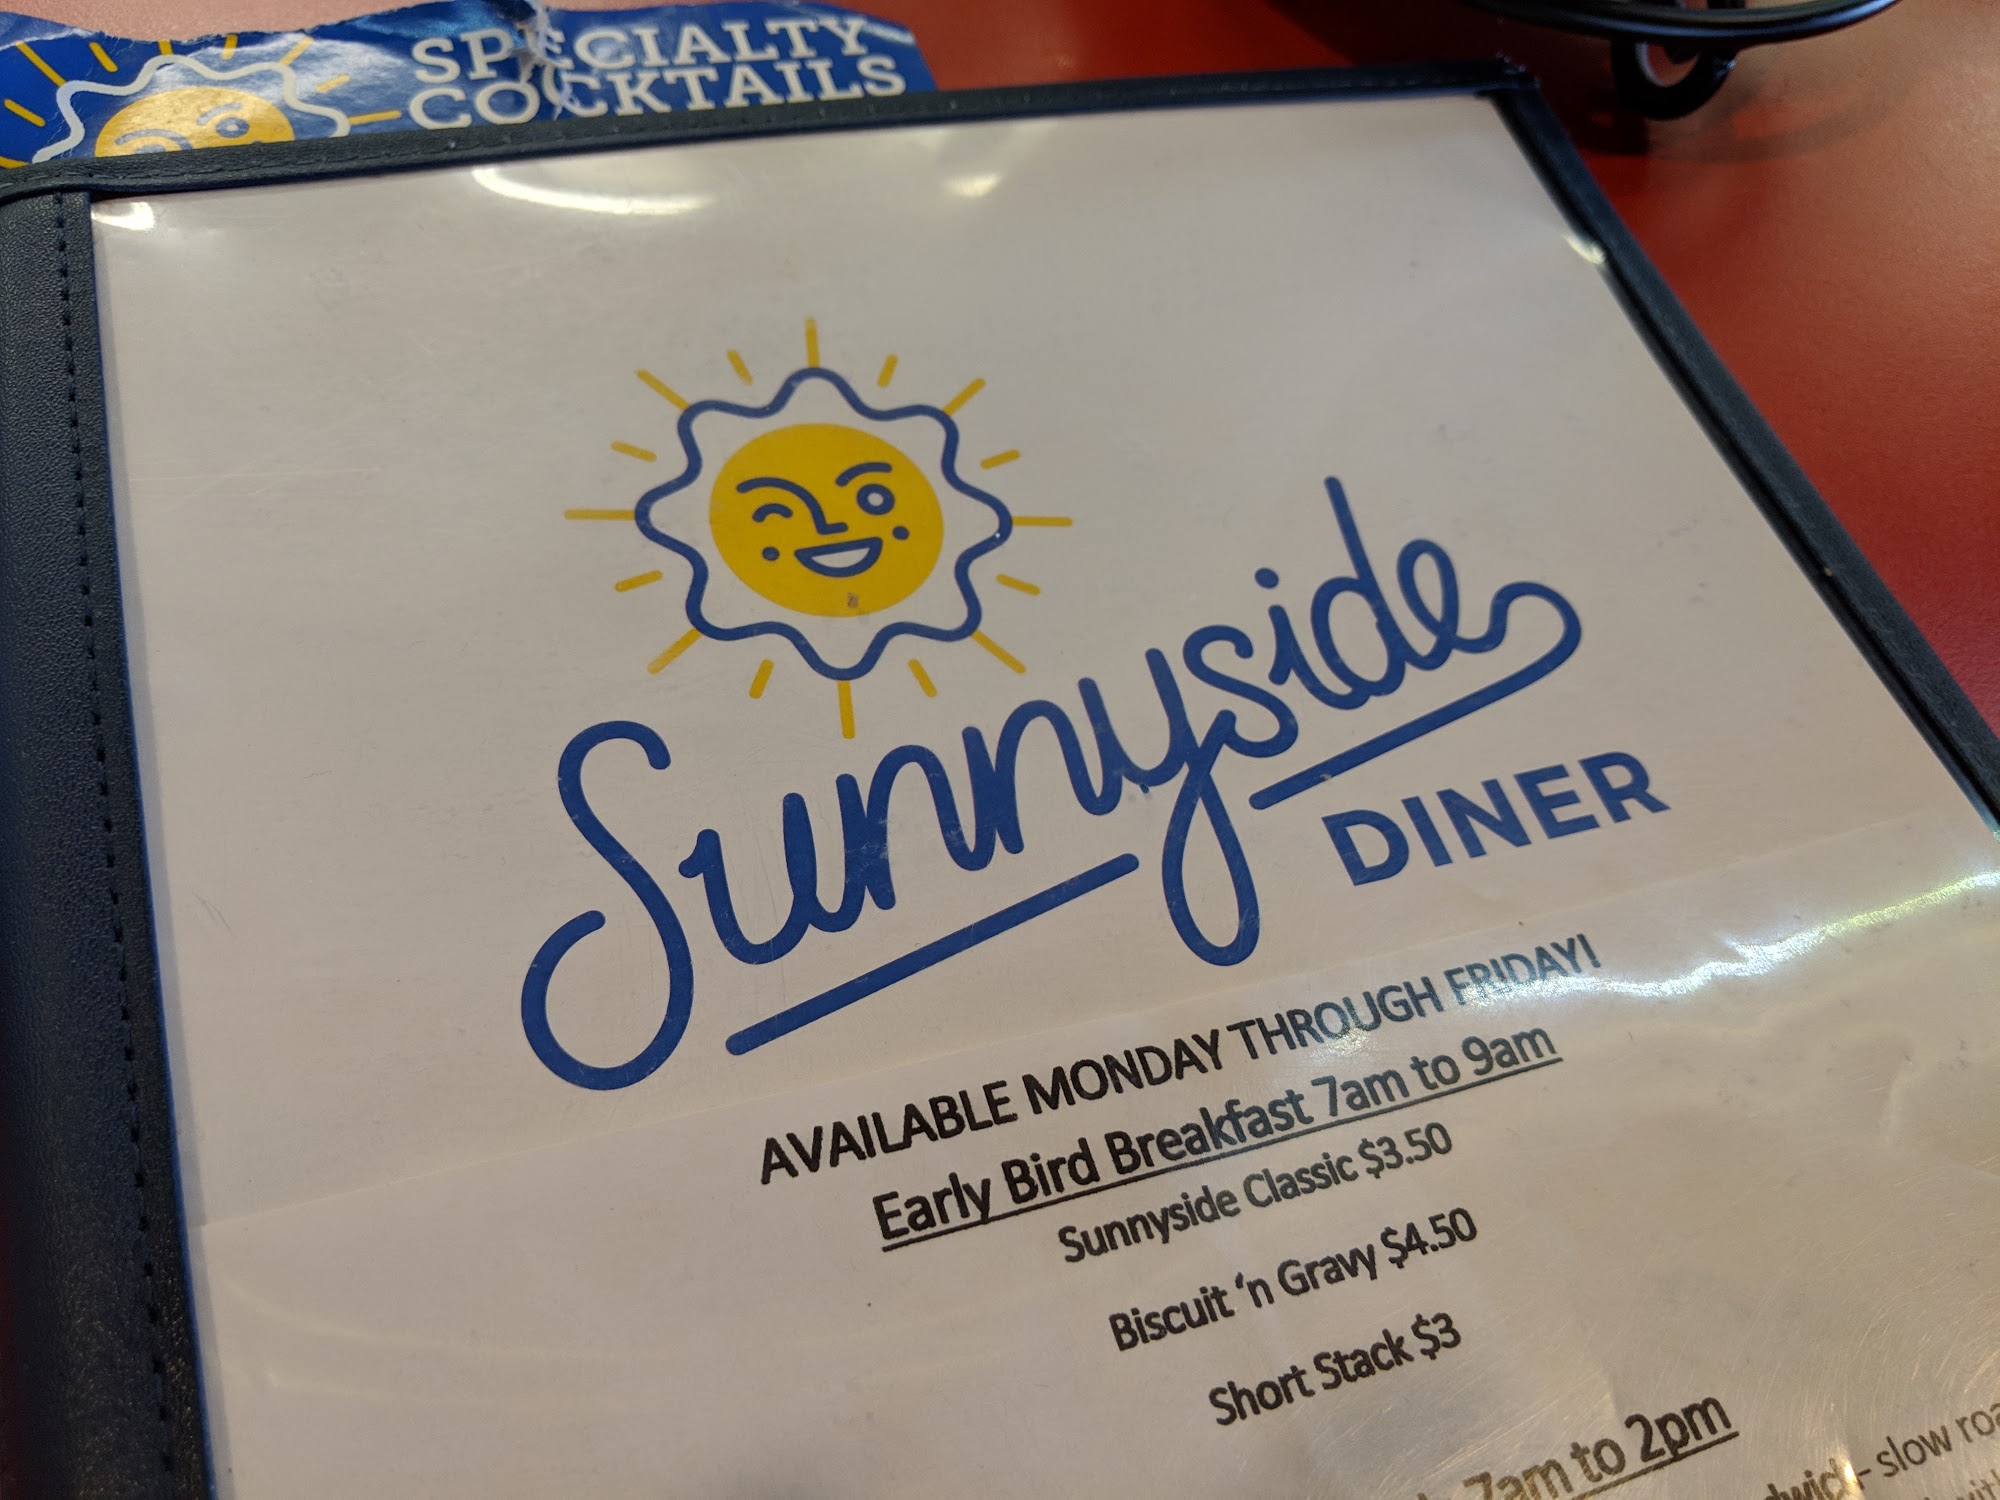 SPECIALTY
COCKTAILS
Sunnyside
DINER
AVAILABLE MONDAY THROUGH FRIDAY!
Early Bird Breakfast 7am to 9am
Sunnyside Classic $3.50
Biscuit ‘n Gravy $4.50
Short Stack $3
7am to 2pm
- slow